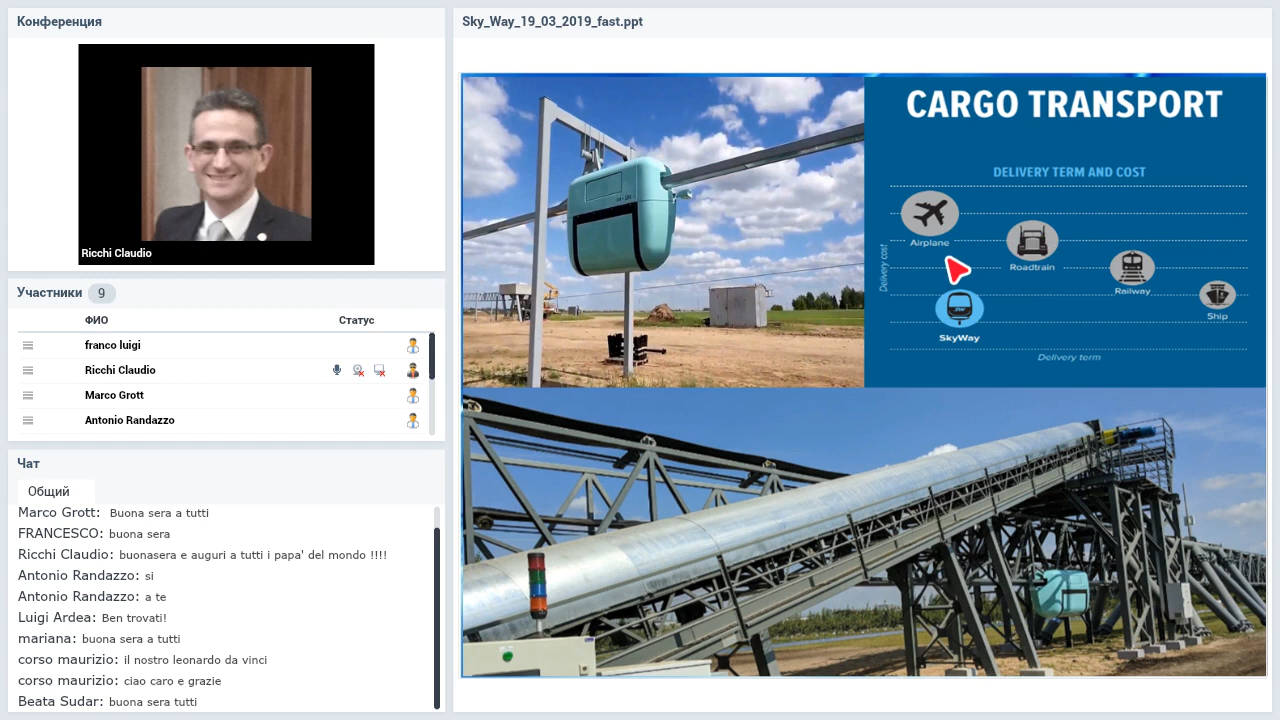 Конференция
Ricchi Claudio
Участники 9
ФИО Статус
franco luigi
Ricchi Claudio
Marco Grott
Antonio Randazzo
Чат
Общий
Marco Grott: Buona sera a tutti
FRANCESCO: buona sera
Ricchi Claudio: buonasera e auguri a tutti i papa' del mondo !!!!
Antonio Randazzo: si
Antonio Randazzo: a te
Luigi Ardea: Ben trovati!
mariana: buona sera a tutti
corso maurizio: il nostro leonardo da vinci
corso maurizio: ciao caro e grazie
Beata Sudar: buona sera tutti
Sky_Way_19_03_2019_fast.ppt
CARGO TRANSPORT
DELIVERY TERM AND COST
Delivery cost
Airplane
Roadtrain
Railway
Ship
SkyWay
Delivery term